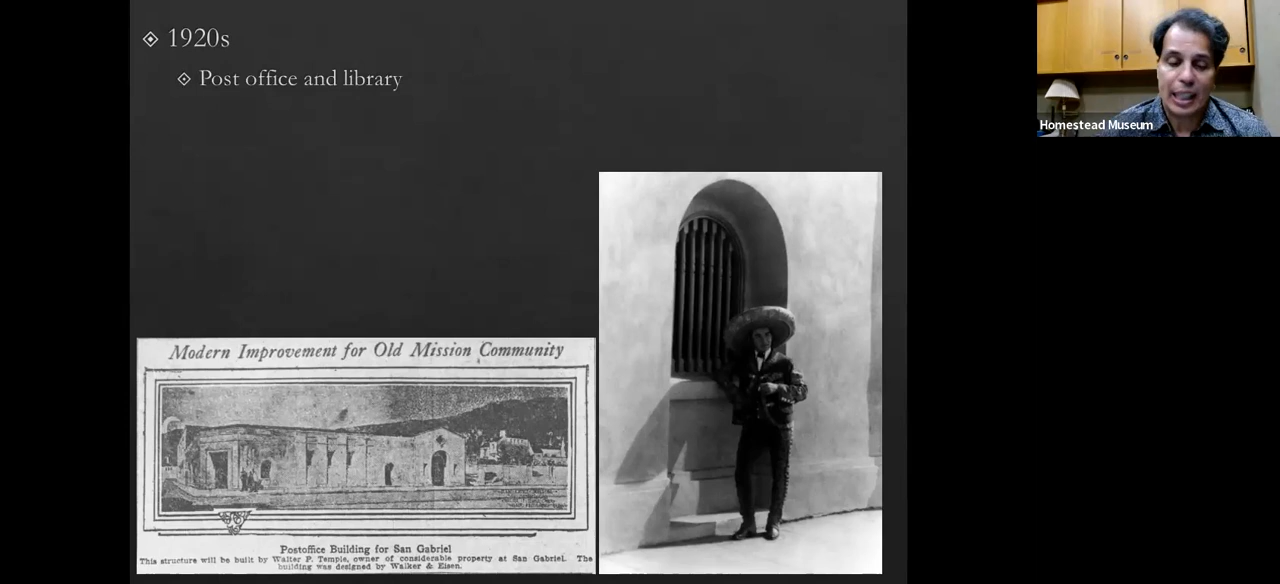 1920s
Post office and library
Homestead Museum
Modern Improvement for Old Mission Community
Postoffice Building for San Gabriel
This structure will be built by Walter P. Temple, owner of considerable property at San Gabriel. The
building was designed by Walker & Eisen.